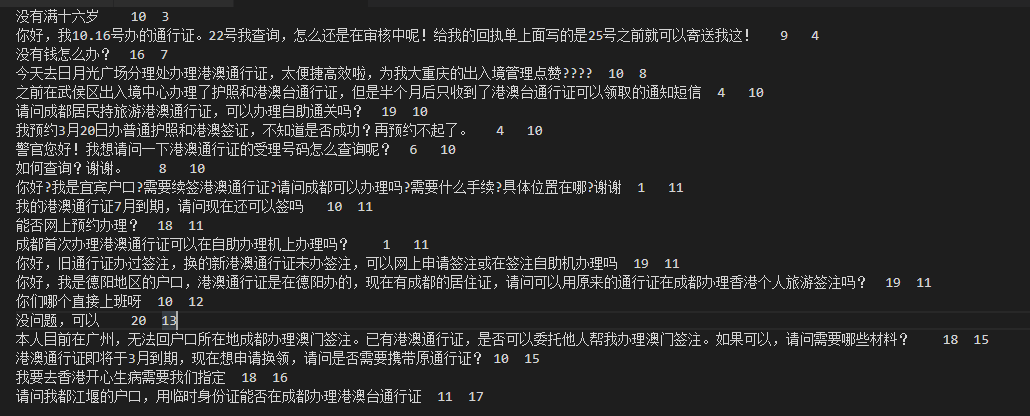 没有满十六岁    10  3
你好，我10.16号办的通行证。22号我查询，怎么还是在审核中呢！给我的回执单上面写的是25号之前就可以寄送我这！    9   4
没有钱怎么办？  16  7
今天去日月光广场分理处办理港澳通行证，太便捷高效啦，为我大重庆的出入境管理点赞????  10  8
之前在武侯区出入境中心办理了护照和港澳台通行证，但是半个月后只收到了港澳台通行证可以领取的通知短信  4   10
请问成都居民持旅游港澳通行证，可以办理自助通关吗？  19  10
我预约3月20日办普通护照和港澳签证，不知道是否成功？再预约不起了。   4   10
警官您好！我想请问一下港澳通行证的受理号码怎么查询呢？  6   10
如何查询？谢谢。    8   10
你好?我是宜宾户口?需要续签港澳通行证?请问成都可以办理吗?需要什么手续?具体位置在哪?谢谢  1   11
我的港澳通行证7月到期，请问现在还可以签吗   10  11
能否网上预约办理？  18  11
成都首次办理港澳通行证可以在自助办理机上办理吗？    1   11
你好，旧通行证办过签注，换的新港澳通行证未办签注，可以网上申请签注或在签注自助机办理吗  19  11
你好，我是德阳地区的户口，港澳通行证是在德阳办的，现在有成都的居住证，请问可以用原来的通行证在成都办理香港个人旅游签注吗？   19  11
你们哪个直接上班呀  10  12
没问题，可以    20  13
本人目前在广州，无法回户口所在地成都办理澳门签注。已有港澳通行证，是否可以委托他人帮我办理澳门签注。如果可以，请问需要哪些材料？     18  15
港澳通行证即将于3月到期，现在想申请换领，请问是否需要携带原通行证？ 10  15
我要去香港开心生病需要我们指定  18  16
请问我都江堰的户口，用临时身份证能否在成都办理港澳台通行证  11  17